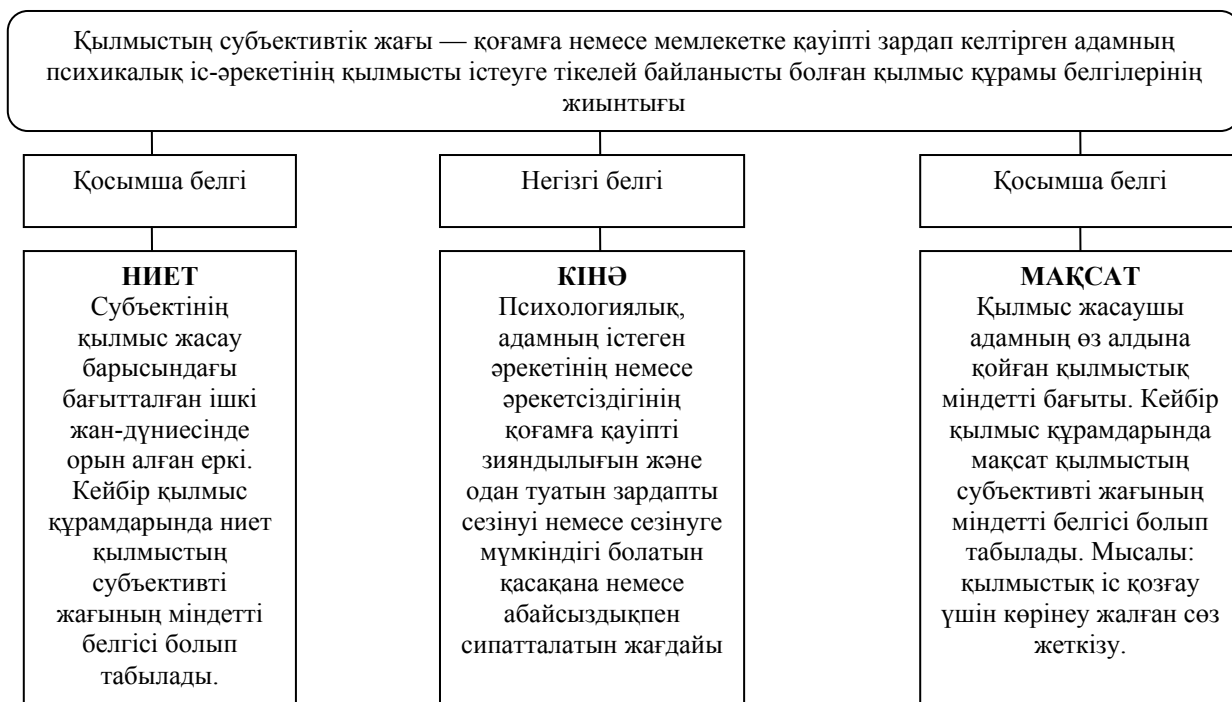 Қылмыстың субъективтік жағы — қоғамға немесе мемлекетке қауіпті зардап келтірген адамның
психикалық іс-әрекетінің қылмысты істеуге тікелей байланысты болған қылмыс құрамы белгілерінің
жиынтығы
Қосымша белгі
НИЕТ
Субъектінің
қылмыс жасау
барысындағы
бағытталған ішкі
жан-дүниесінде
орын алған еркі.
Кейбір қылмыс
құрамдарында ниет
қылмыстың
субъективті
жағының міндетті
белгісі болып
табылады.
Негізгі белгі
КІНӘ
Психологиялық,
адамның істеген
әрекетінің немесе
әрекетсіздігінің
қоғамға қауіпті
зияндылығын және
одан туатын зардапты
сезінуі немесе сезінуге
мүмкіндігі болатын
қасақана немесе
абайсыздықпен
сипатталатын жағдайы
Қосымша белгі
МАҚСАТ
Қылмыс жасаушы
адамның өз алдына
қойған қылмыстық
міндетті бағыты. Кейбір
қылмыс құрамдарында
мақсат қылмыстың
субъективті жағының
міндетті белгісі болып
табылады. Мысалы:
қылмыстық іс қозғау
үшін көрінеу жалған сөз
жеткізу.